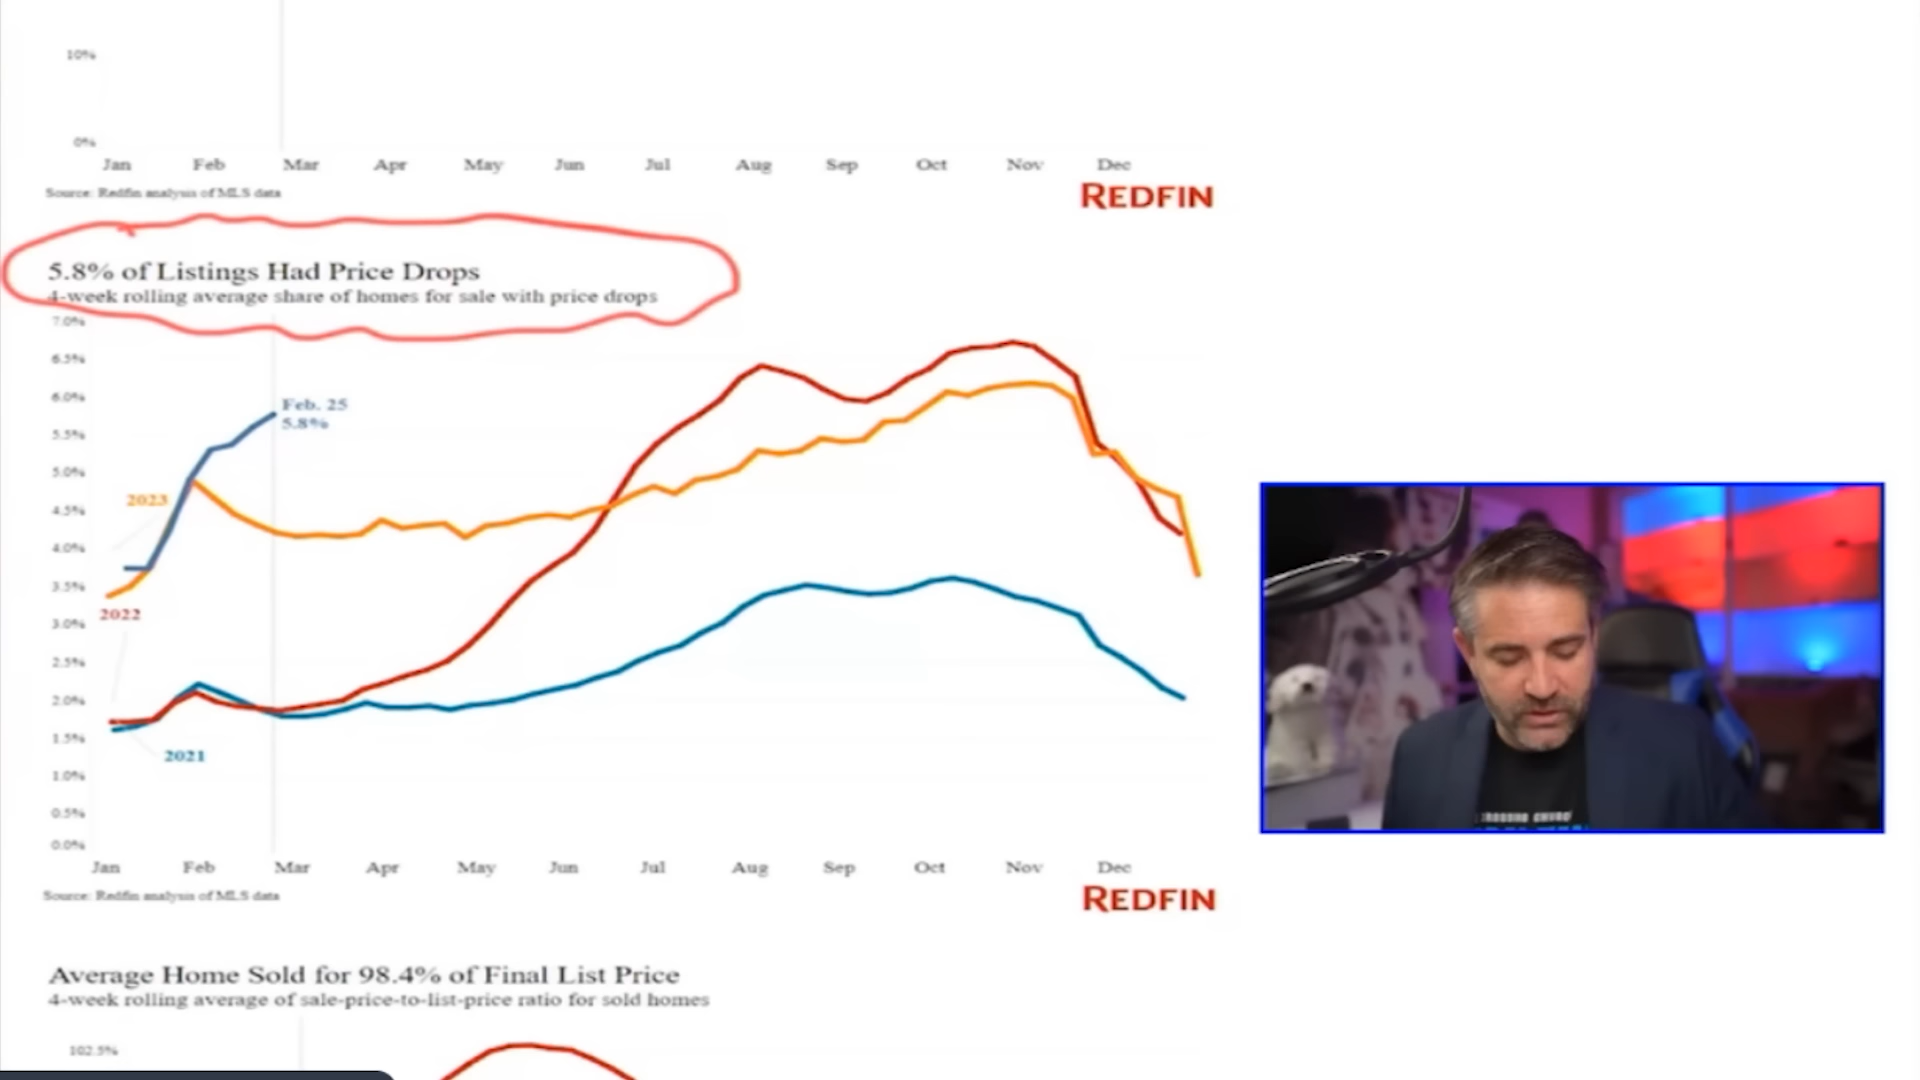 10%
0%
Jan Feb Mar Apr May Jun Jul Aug Sep Oct Nov Dec
Source: Redfin analysis of MLS data
REDFIN
5.8% of Listings Had Price Drops
4-week rolling average share of homes for sale with price drops
7.0%
6.5%
6.0%
Feb. 25
5.8%
5.5%
5.0%
2023
4.5%
4.0%
3.5%
2022
3.0%
2.5%
2.0%
1.5%
2021
1.0%
0.5%
0.0%
Jan Feb Mar Apr May Jun Jul Aug Sep Oct Nov Dec
Source: Redfin analysis of MLS data
REDFIN
Average Home Sold for 98.4% of Final List Price
4-week rolling average of sale-price-to-list-price ratio for sold homes
102.5%